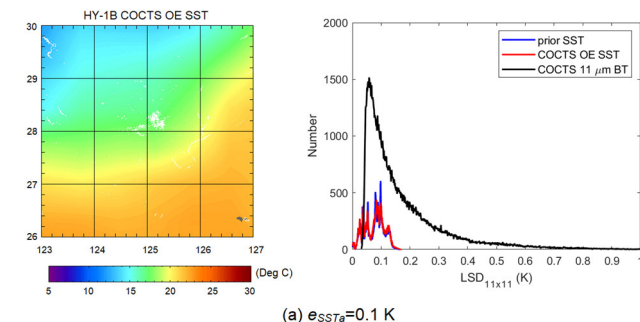 HY-1B COCTS OE SST
30
29
28
27
26
123 124 125 126 127
5 10 15 20 25 30 (Deg C)
2000
1500
1000
500
0
Number
prior SST
COCTS OE SST
COCTS 11 μm BT
0 0.1 0.2 0.3 0.4 0.5 0.6 0.7 0.8 0.9 1
LSD11x11 (K)
(a) eSSTa=0.1 K